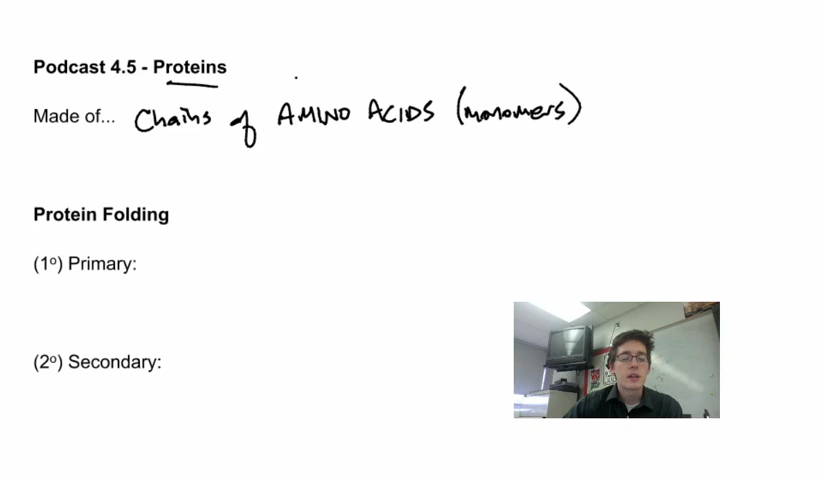 Podcast 4.5 - Proteins
Made of... Chains of AMINO ACIDS (monomers)
Protein Folding
(1º) Primary:
(2º) Secondary: